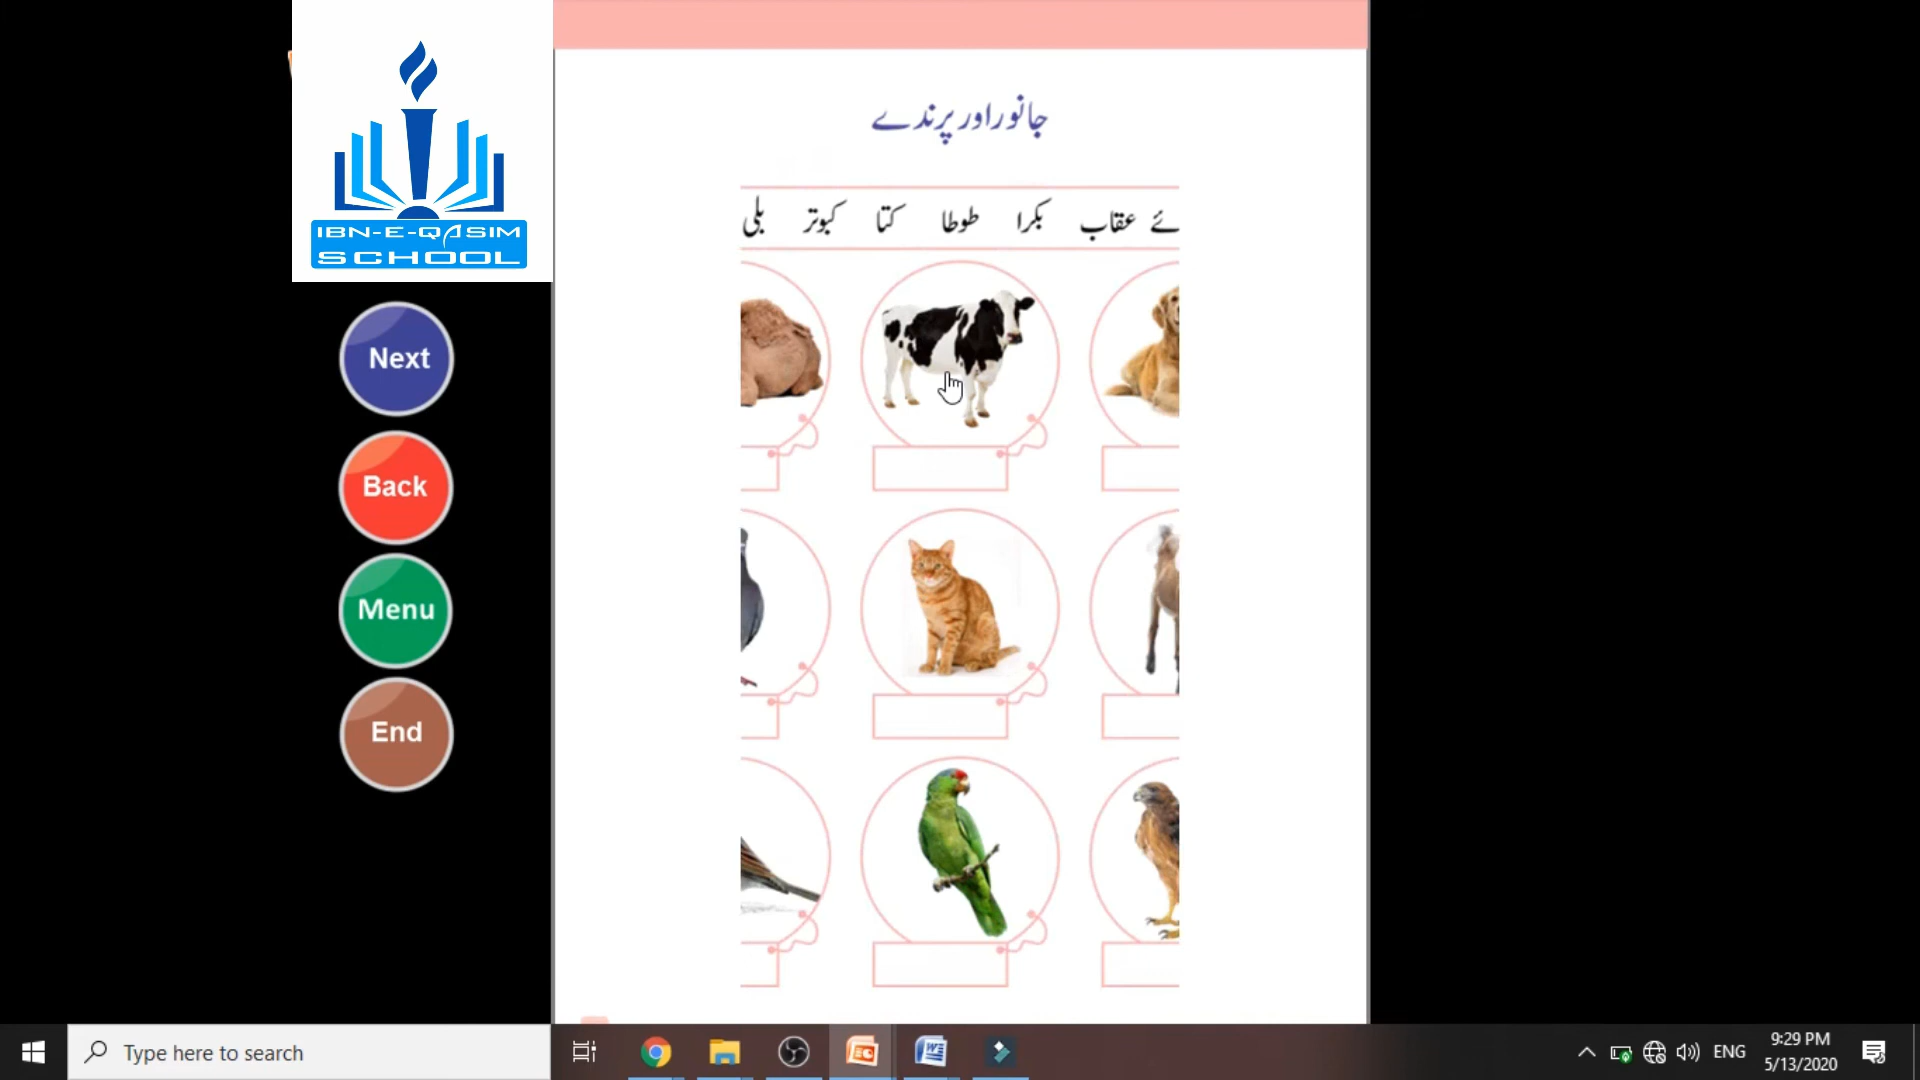 IBN-E-QASIM
SCHOOL
Next
Back
Menu
End
جانور اور پرندے
عقاب بکرا طوطا کتا کبوتر بلی
Type here to search
ENG
9:29 PM
5/13/2020